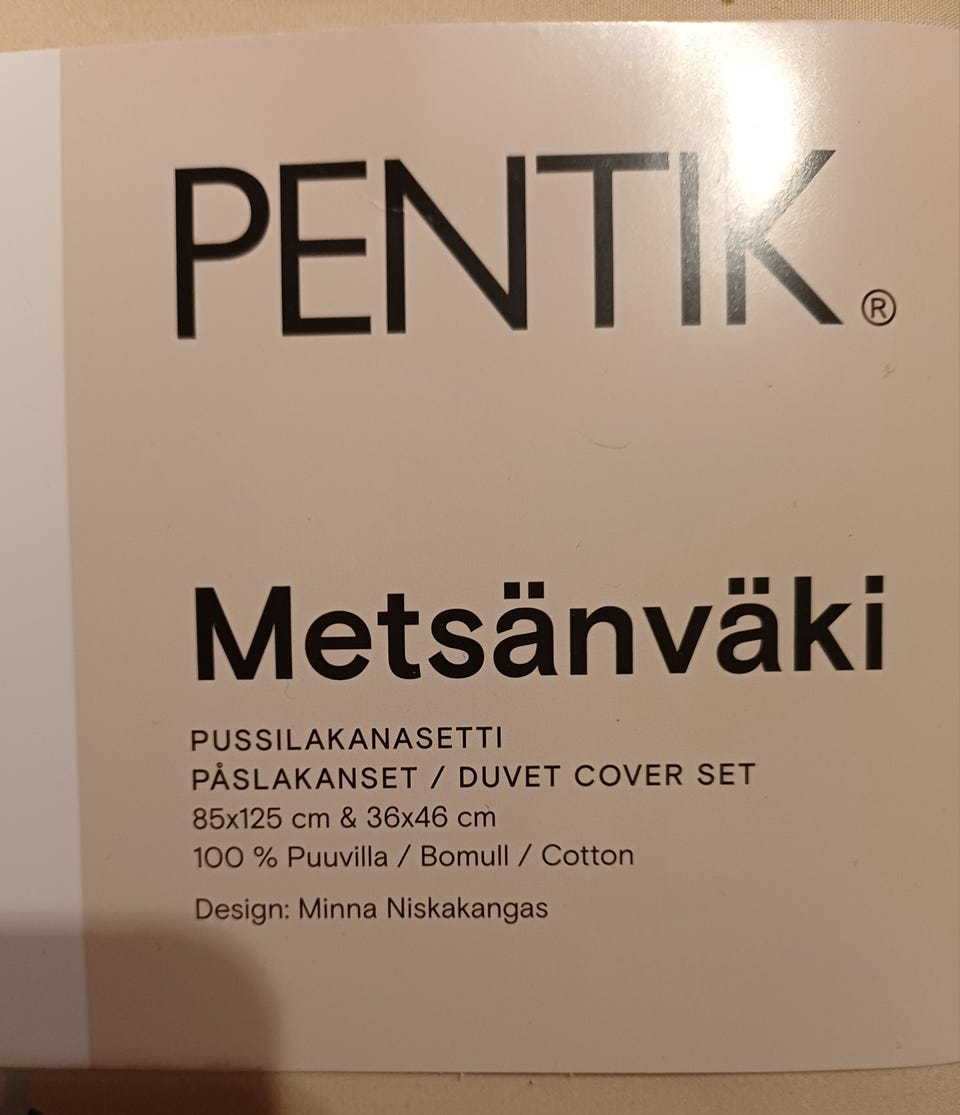 PENTIK®
Metsänväki
PUSSILAKANASETTI
PÅSLAKANSET / DUVET COVER SET
85x125 cm & 36x46 cm
100 % Puuvilla / Bomull / Cotton
Design: Minna Niskakangas